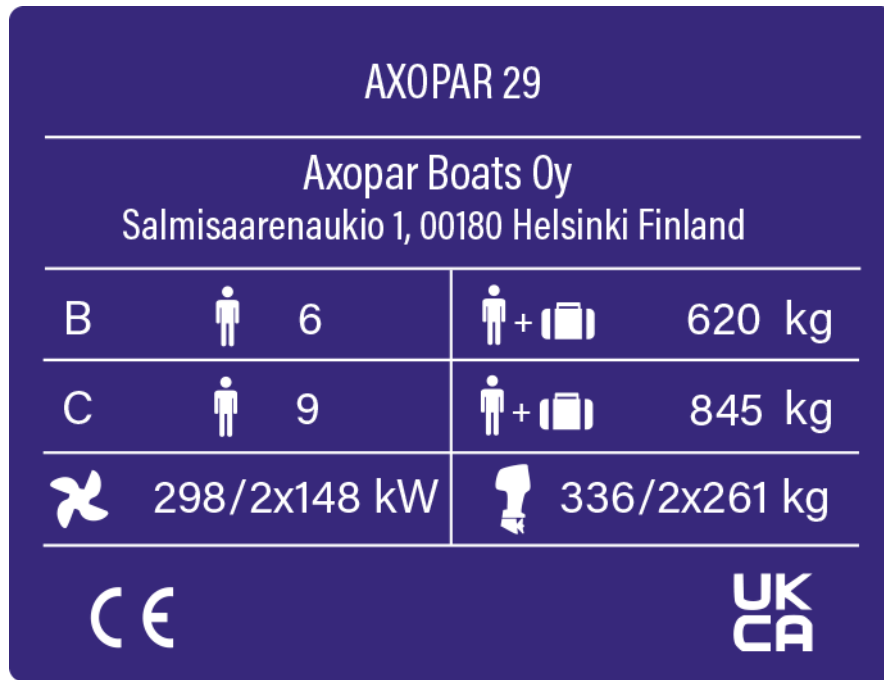 AXOPAR 29
Axopar Boats Oy
Salmisaarenaukio 1, 00180 Helsinki Finland
B 6 + 620 kg
C 9 + 845 kg
298/2x148 kW 336/2x261 kg
CE UK
CA